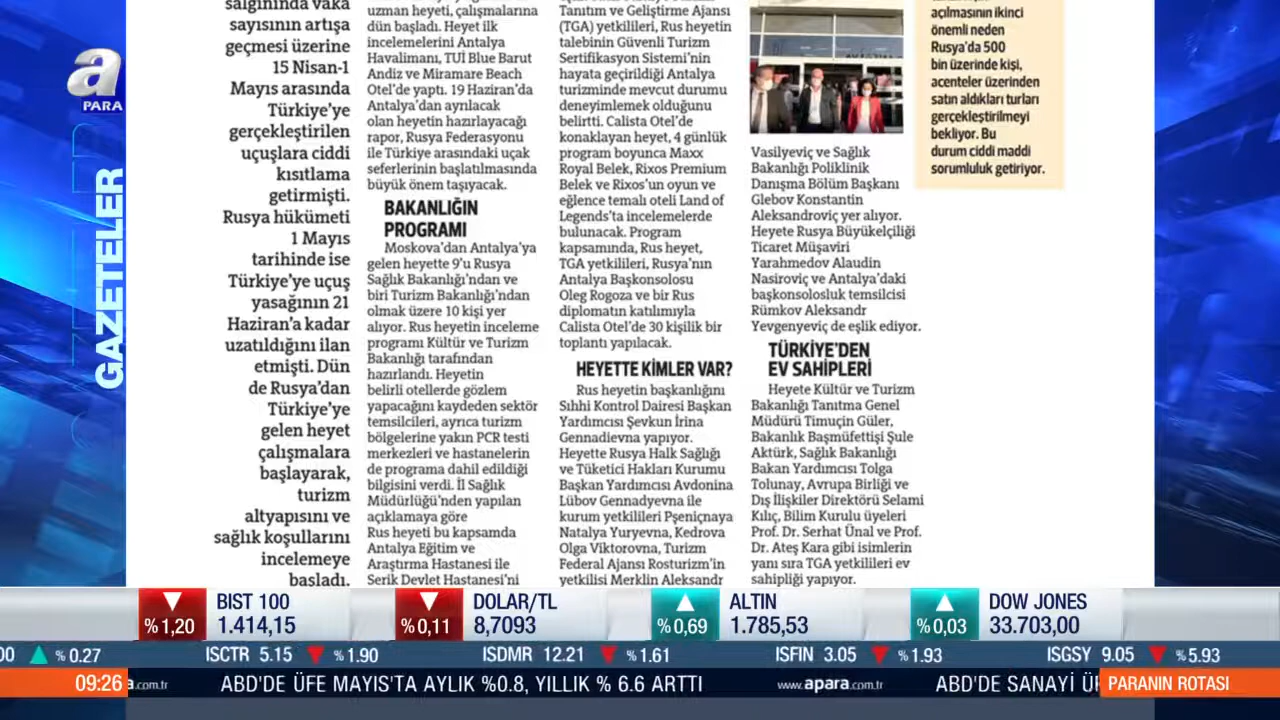 a
PARA
GAZETELER
salgınında vaka
sayısının artışa
geçmesi üzerine
15 Nisan-1
Mayıs arasında
Türkiye'ye
gerçekleştirilen
uçuşlara ciddi
kısıtlama
getirmişti.
Rusya hükümeti
1 Mayıs
tarihinde ise
Türkiye'ye uçuş
yasağının 21
Haziran'a kadar
uzatıldığını ilan
etmişti. Dün
de Rusya'dan
Türkiye'ye
gelen heyet
çalışmalara
başlayarak,
turizm
altyapısını ve
sağlık koşullarını
incelemeye
başladı.
uzman heyeti, çalışmalarına
dün başladı. Heyet ilk
incelemelerini Antalya
Havalimanı, TUİ Blue Barut
Andiz ve Miramare Beach
Otel'de yaptı. 19 Haziran'da
Antalya'dan ayrılacak
olan heyetin hazırlayacağı
rapor, Rusya Federasyonu
ile Türkiye arasındaki uçak
seferlerinin başlatılmasında
büyük önem taşıyacak.
BAKANLIĞIN
PROGRAMI
Moskova'dan Antalya'ya
gelen heyette 9'u Rusya
Sağlık Bakanlığı'ndan ve
biri Turizm Bakanlığı'ndan
olmak üzere 10 kişi yer
alıyor. Rus heyetin inceleme
programı Kültür ve Turizm
Bakanlığı tarafından
hazırlandı. Heyetin
belirli otellerde gözlem
yapacağını kaydeden sektör
temsilcileri, ayrıca turizm
bölgelerine yakın PCR testi
merkezleri ve hastanelerin
de programa dahil edildiği
bilgisini verdi. İl Sağlık
Müdürlüğü'nden yapılan
açıklamaya göre
Rus heyeti bu kapsamda
Antalya Eğitim ve
Araştırma Hastanesi ile
Serik Devlet Hastanesi'ni
Tanıtım ve Geliştirme Ajansı
(TGA) yetkilileri, Rus heyetin
talebinin Güvenli Turizm
Sertifikasyon Sistemi'nin
hayata geçirildiği Antalya
turizminde mevcut durumu
deneyimlemek olduğunu
belirtti. Calista Otel'de
konaklayan heyet, 4 günlük
program boyunca Maxx
Royal Belek, Rixos Premium
Belek ve Rixos'un oyun ve
eğlence temalı oteli Land of
Legends'ta incelemelerde
bulunacak. Program
kapsamında, Rus heyet,
TGA yetkilileri, Rusya'nın
Antalya Başkonsolosu
Oleg Rogoza ve bir Rus
diplomatın katılımıyla
Calista Otel'de 30 kişilik bir
toplantı yapılacak.
HEYETTE KİMLER VAR?
Rus heyetin başkanlığını
Sıhhi Kontrol Dairesi Başkan
Yardımcısı Şevkun İrina
Gennadievna yapıyor.
Heyette Rusya Halk Sağlığı
ve Tüketici Hakları Kurumu
Başkan Yardımcısı Avdonina
Lübov Gennadyevna ile
kurum yetkilileri Pşeniçnaya
Natalya Yuryevna, Kedrova
Olga Viktorovna, Turizm
Federal Ajansı Rosturizm'in
yetkilisi Merklin Aleksandr
Vasilyeviç ve Sağlık
Bakanlığı Poliklinik
Danışma Bölüm Başkanı
Glebov Konstantin
Aleksandroviç yer alıyor.
Heyete Rusya Büyükelçiliği
Ticaret Müşaviri
Yarahmedov Alaudin
Nasiroviç ve Antalya'daki
başkonsolosluk temsilcisi
Rümkov Aleksandr
Yevgenyeviç de eşlik ediyor.
TÜRKİYE'DEN
EV SAHİPLERİ
Heyete Kültür ve Turizm
Bakanlığı Tanıtma Genel
Müdürü Timuçin Güler,
Bakanlık Başmüfettişi Şule
Aktürk, Sağlık Bakanlığı
Bakan Yardımcısı Tolga
Tolunay, Avrupa Birliği ve
Dış İlişkiler Direktörü Selami
Kılıç, Bilim Kurulu üyeleri
Prof. Dr. Serhat Ünal ve Prof.
Dr. Ateş Kara gibi isimlerin
yanı sıra TGA yetkilileri ev
sahipliği yapıyor.
açılmasının ikinci
önemli neden
Rusya'da 500
bin üzerinde kişi,
acenteler üzerinden
satın aldıkları turları
gerçekleştirilmeyi
bekliyor. Bu
durum ciddi maddi
sorumluluk getiriyor.
%1,20 BIST 100 1.414,15
%0,11 DOLAR/TL 8,7093
%0,69 ALTIN 1.785,53
%0,03 DOW JONES 33.703,00
00 %0.27 ISCTR 5.15 %1.90 ISDMR 12.21 %1.61 ISFIN 3.05 %1.93 ISGSY 9.05 %5.93
09:26 a.com.tr ABD'DE ÜFE MAYIS'TA AYLIK %0.8, YILLIK % 6.6 ARTTI www.apara.com.tr ABD'DE SANAYİ ÜR PARANIN ROTASI